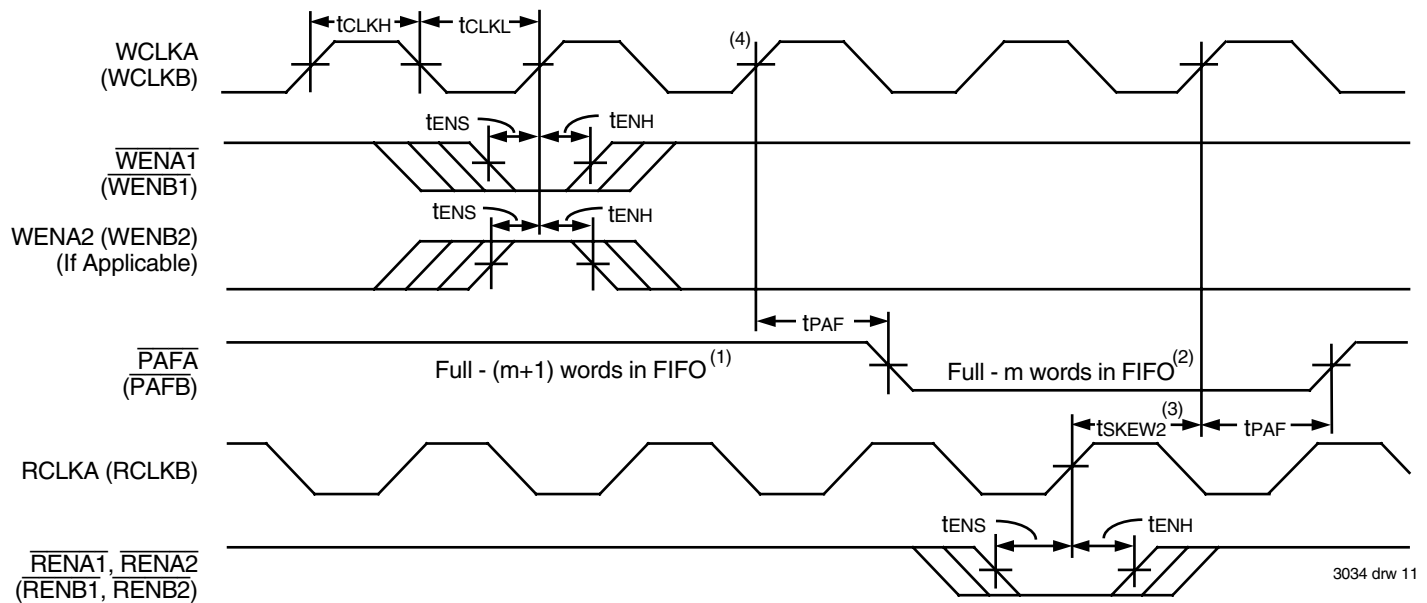 tCLKH tCLKL
WCLKA
(WCLKB)
(4)
tENS tENH
WENA1
(WENB1)
tENS tENH
WENA2 (WENB2)
(If Applicable)
tPAF
PAFA
(PAFB)
Full - (m+1) words in FIFO(1)
Full - m words in FIFO(2)
(3)
tSKEW2 tPAF
RCLKA (RCLKB)
tENS tENH
RENA1, RENA2
(RENB1, RENB2)
3034 drw 11